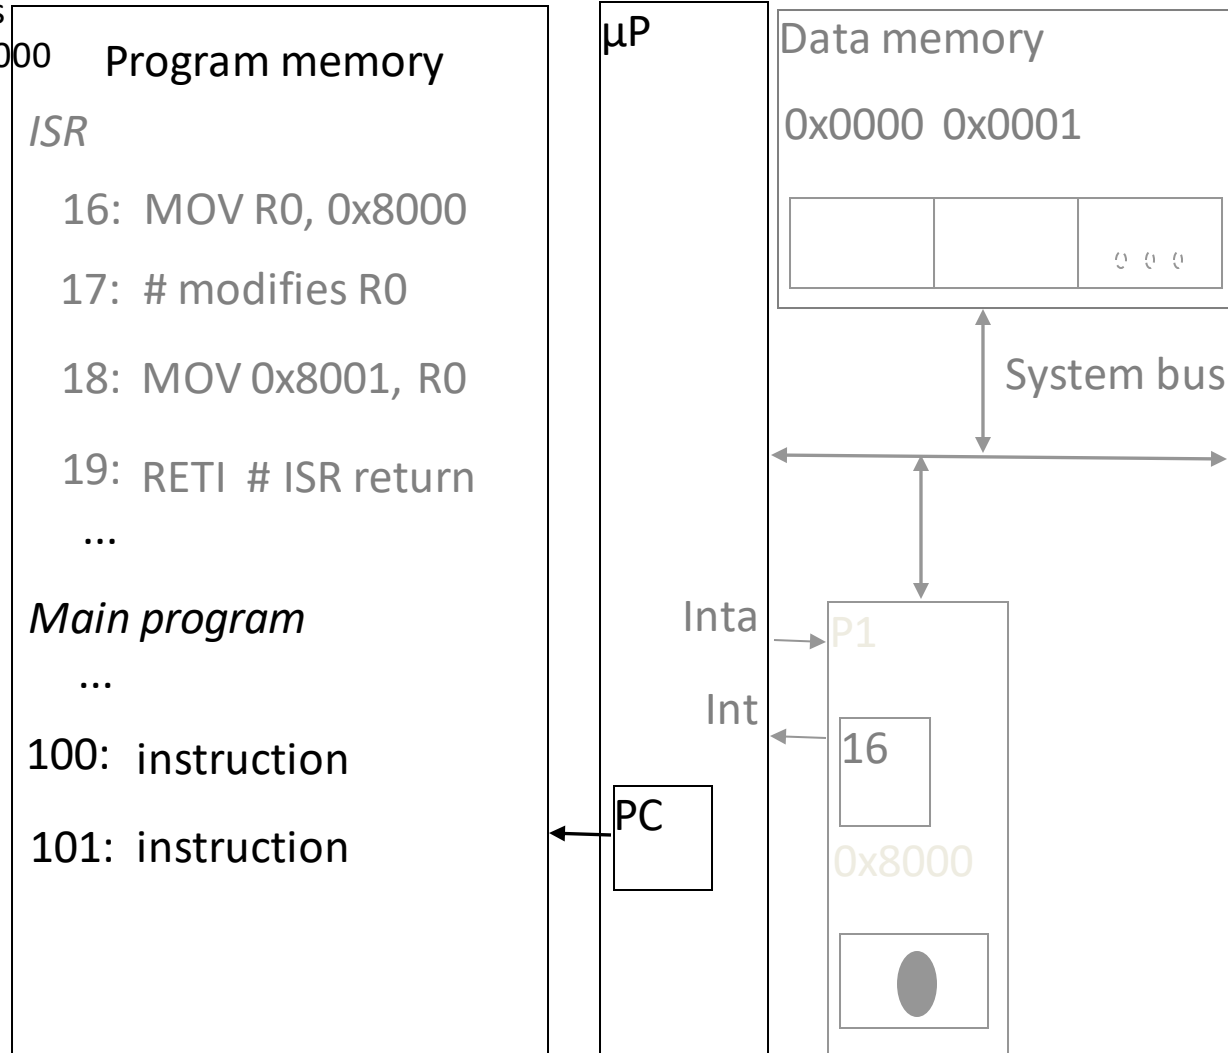 s
000
Program memory
ISR
16: MOV R0, 0x8000
17: # modifies R0
18: MOV 0x8001, R0
19: RETI # ISR return
...
Main program
...
100: instruction
101: instruction
µP
Inta
Int
PC
Data memory
0x0000 0x0001
System bus
P1
16
0x8000